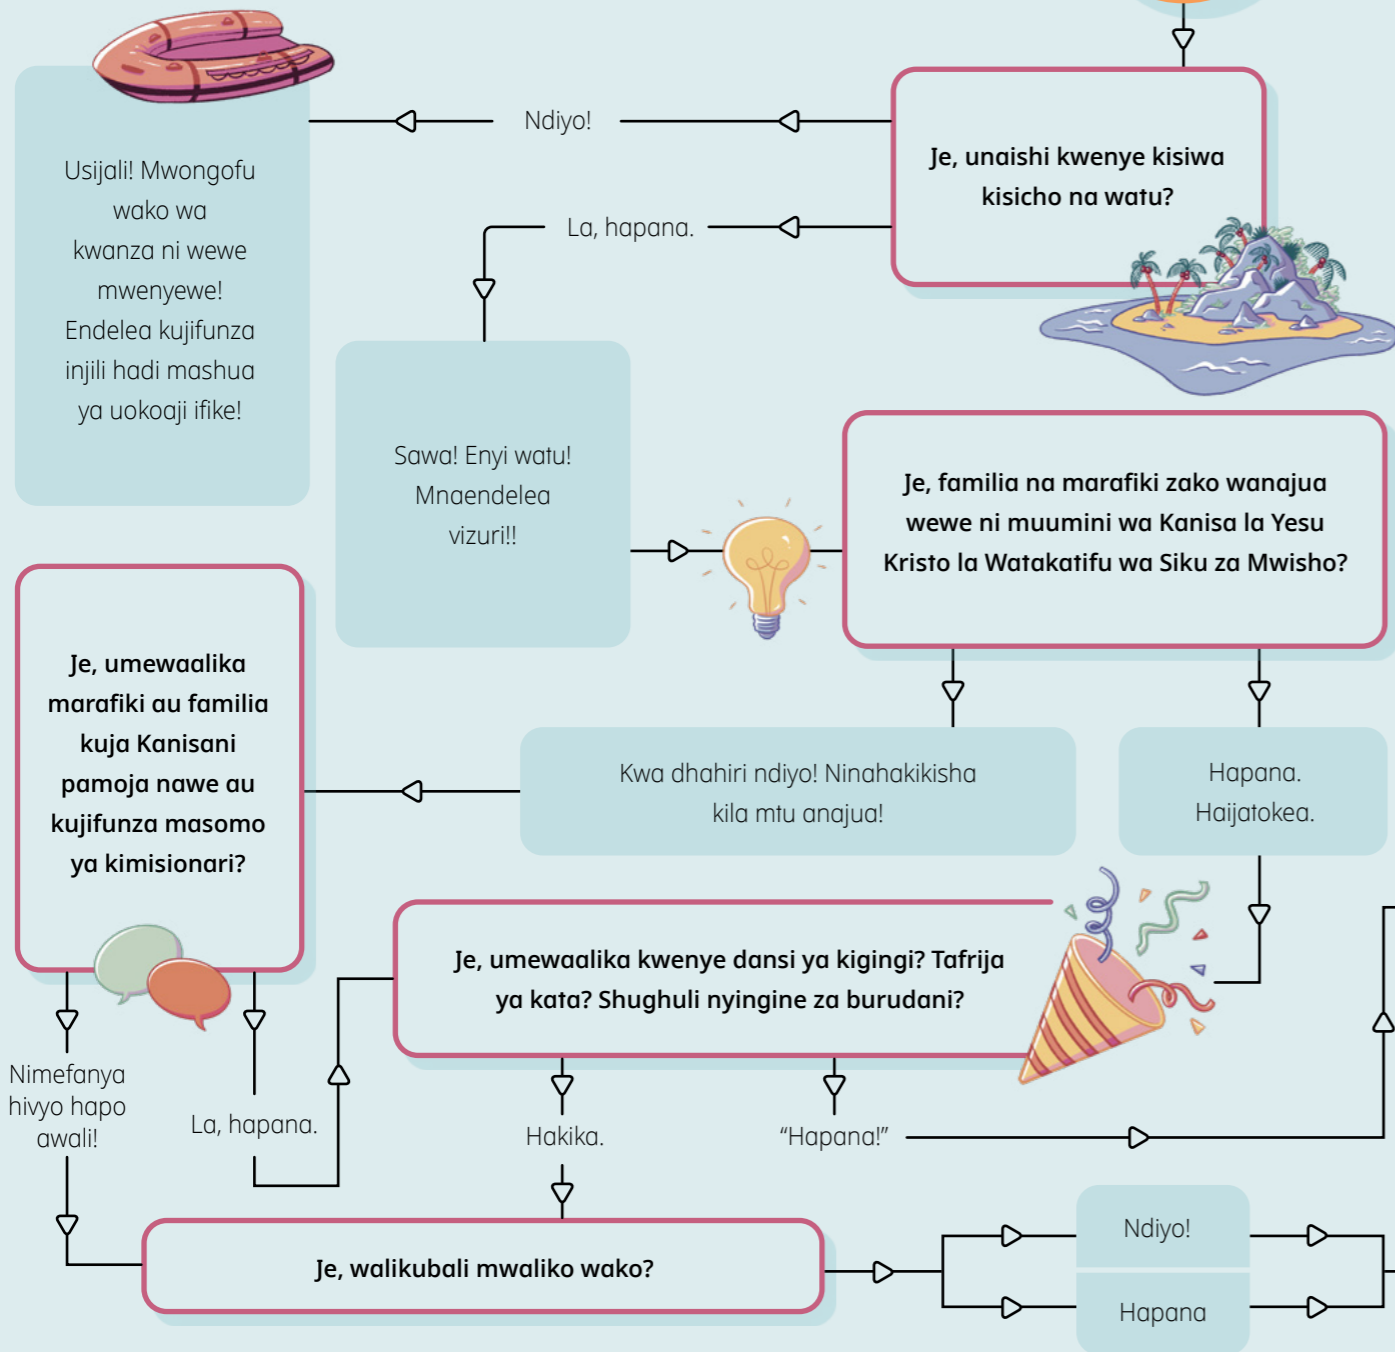 Je, unaishi kwenye kisiwa
kisicho na watu?
Ndiyo!
Usijali! Mwongofu
wako wa
kwanza ni wewe
mwenyewe!
Endelea kujifunza
injili hadi mashua
ya uokoaji ifike!
La, hapana.
Sawa! Enyi watu!
Mnaendelea
vizuri!!
Je, familia na marafiki zako wanajua
wewe ni muumini wa Kanisa la Yesu
Kristo la Watakatifu wa Siku za Mwisho?
Kwa dhahiri ndiyo! Ninahakikisha
kila mtu anajua!
Hapana.
Haijatokea.
Je, umewaalika
marafiki au familia
kuja Kanisani
pamoja nawe au
kujifunza masomo
ya kimisionari?
Nimefanya
hivyo hapo
awali!
La, hapana.
Je, umewaalika kwenye dansi ya kigingi? Tafrija
ya kata? Shughuli nyingine za burudani?
Hakika.
“Hapana!”
Je, walikubali mwaliko wako?
Ndiyo!
Hapana